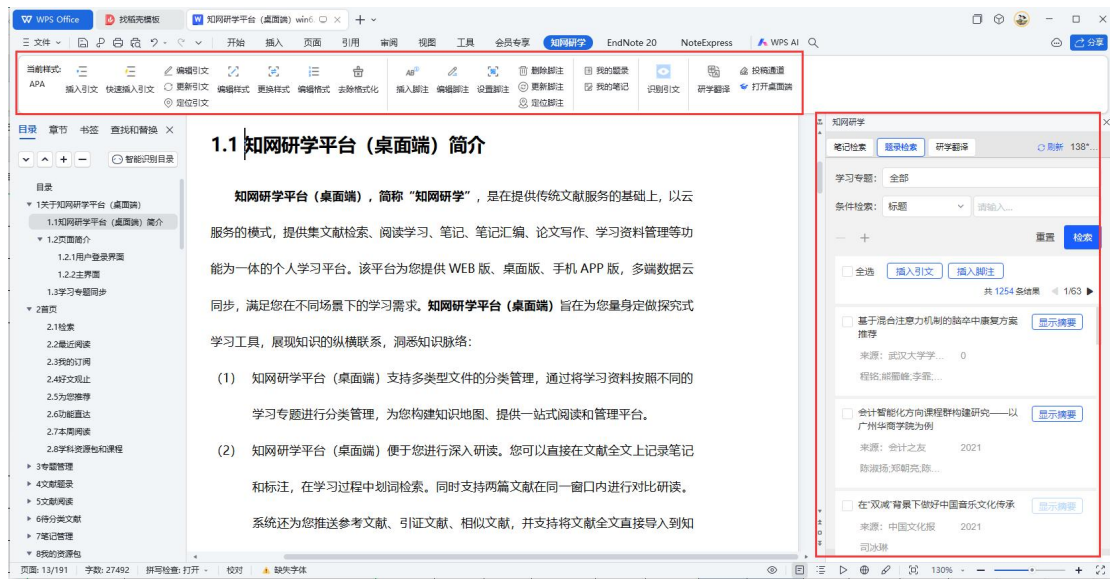 WPS Office
找稻壳模板
知网研学平台（桌面端）win6.
三 文件
开始 插入 页面 引用 审阅 视图 工具 会员专享 知网研学 EndNote 20 NoteExpress WPS AI
分享
当前样式:
APA
插入引文
快速插入引文
编辑引文
更新引文
定位引文
编辑样式
更换样式
编辑格式
去除格式化
AB
插入脚注
编辑脚注
设置脚注
删除脚注
更新脚注
定位脚注
我的题录
我的笔记
识别引文
研学翻译
投稿通道
打开桌面端
目录 章节 书签 查找和替换
智能识别目录
目录
1关于知网研学平台（桌面端）
1.1知网研学平台（桌面端）简介
1.2页面简介
1.2.1用户登录界面
1.2.2主界面
1.3学习专题同步
2首页
2.1检索
2.2最近阅读
2.3我的订阅
2.4好文观止
2.5为您推荐
2.6功能直达
2.7本周阅读
2.8学科资源包和课程
3专题管理
4文献题录
5文献阅读
6待分类文献
7笔记管理
8我的资源包
1.1 知网研学平台（桌面端）简介
知网研学平台（桌面端），简称“知网研学”，是在提供传统文献服务的基础上，以云
服务的模式，提供集文献检索、阅读学习、笔记、笔记汇编、论文写作、学习资料管理等功
能为一体的个人学习平台。该平台为您提供 WEB 版、桌面版、手机 APP 版，多端数据云
同步，满足您在不同场景下的学习需求。知网研学平台（桌面端）旨在为您量身定做探究式
学习工具，展现知识的纵横联系，洞悉知识脉络：
（1） 知网研学平台（桌面端）支持多类型文件的分类管理，通过将学习资料按照不同的
学习专题进行分类管理，为您构建知识地图、提供一站式阅读和管理平台。
（2） 知网研学平台（桌面端）便于您进行深入研读。您可以直接在文献全文上记录笔记
和标注，在学习过程中划词检索。同时支持两篇文献在同一窗口内进行对比研读。
系统还为您推送参考文献、引证文献、相似文献，并支持将文献全文直接导入到知
知网研学
笔记检索 题录检索 研学翻译 刷新 138*...
学习专题: 全部
条件检索: 标题 请输入...
重置 检索
全选 插入引文 插入脚注
共 1254 条结果 1/63
基于混合注意力机制的脑卒中康复方案推荐 显示摘要
来源: 武汉大学学... 0
程铭;熊蜀峰;李霏,...
会计智能化方向课程群构建研究——以广州华商学院为例 显示摘要
来源: 会计之友 2021
陈淑扬;郑朝亮;陈...
在“双减”背景下做好中国音乐文化传承 显示摘要
来源: 中国文化报 2021
司冰琳
页面: 13/191 字数: 27492 拼写检查: 打开 校对 缺失字体 130%